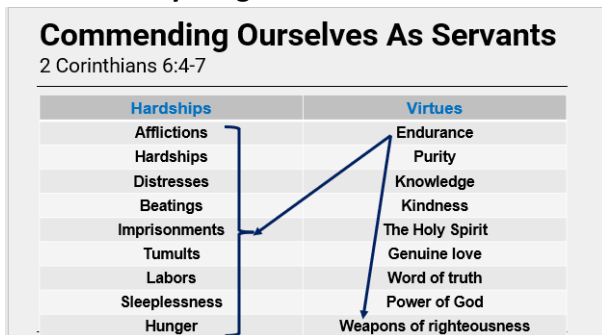 Commending Ourselves As Servants
2 Corinthians 6:4-7
Hardships Virtues
Afflictions Endurance
Hardships Purity
Distresses Knowledge
Beatings Kindness
Imprisonments The Holy Spirit
Tumults Genuine love
Labors Word of truth
Sleeplessness Power of God
Hunger Weapons of righteousness